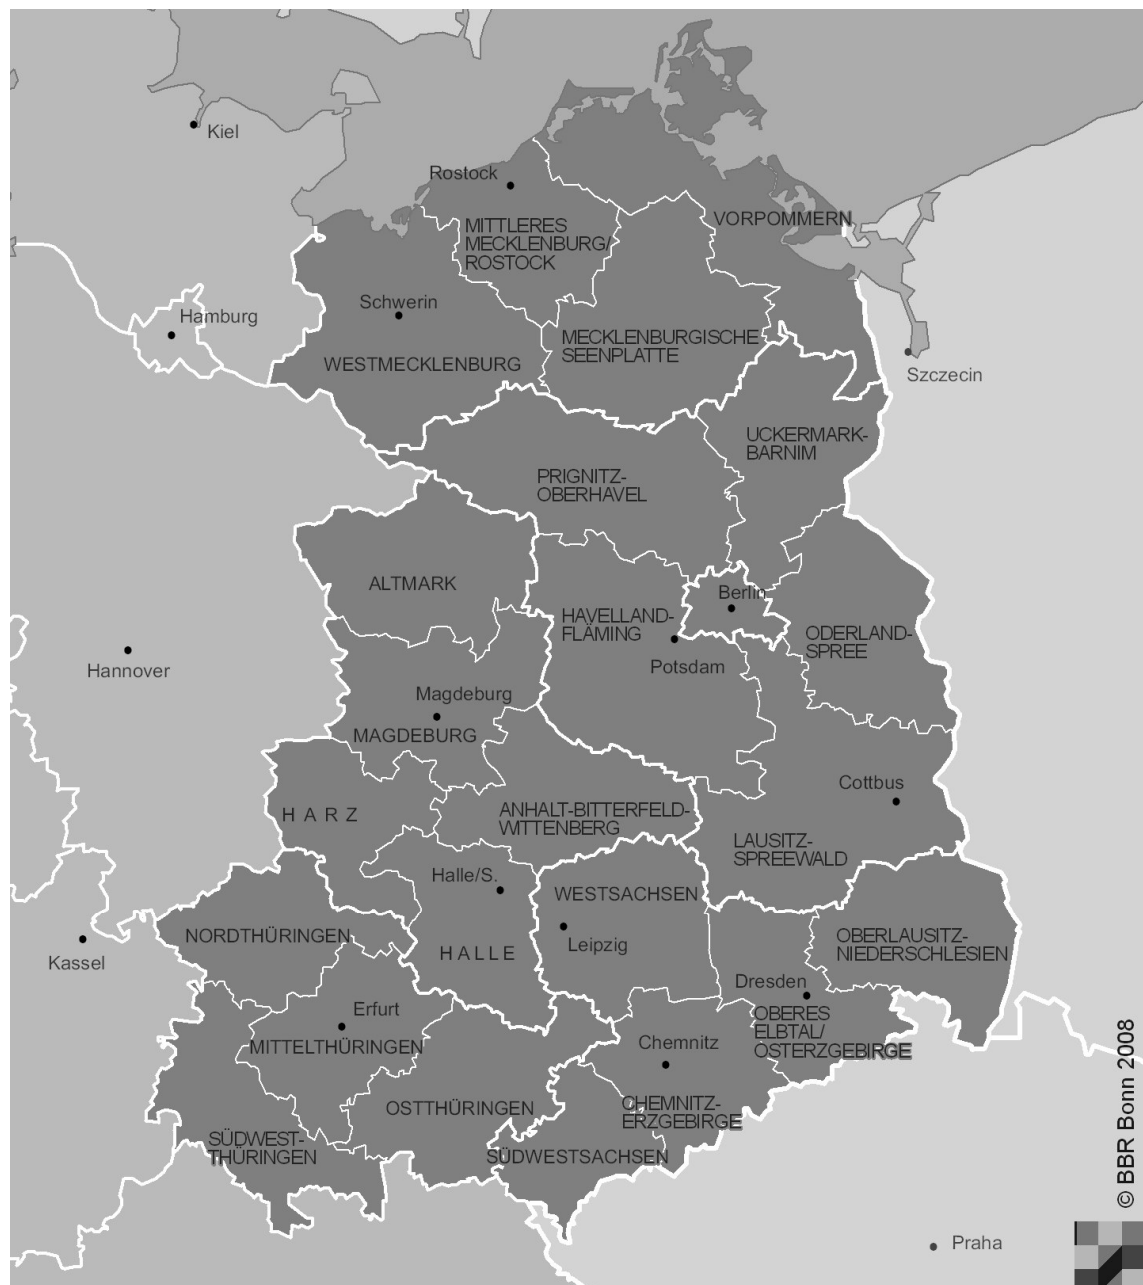 Kiel
Rostock
VORPOMMERN
MITTLERES
MECKLENBURG/
ROSTOCK
Schwerin
Hamburg
MECKLENBURGISCHE
SEENPLATTE
WESTMECKLENBURG
Szczecin
UCKERMARK-
BARNIM
PRIGNITZ-
OBERHAVEL
ALTMARK
Berlin
HAVELLAND-
FLÄMING
ODERLAND-
SPREE
Potsdam
Hannover
Magdeburg
MAGDEBURG
Cottbus
HARZ
ANHALT-BITTERFELD-
WITTENBERG
LAUSITZ-
SPREEWALD
Halle/S.
WESTSACHSEN
NORDTHÜRINGEN
Leipzig
OBERLAUSITZ-
NIEDERSCHLESIEN
HALLE
Kassel
Dresden
Erfurt
OBERES
ELBTAL/
OSTERZGEBIRGE
MITTELTHÜRINGEN
Chemnitz
OSTTHÜRINGEN
CHEMNITZ-
ERZGEBIRGE
SÜDWEST-
THÜRINGEN
SÜDWESTSACHSEN
Praha
© BBR Bonn 2008